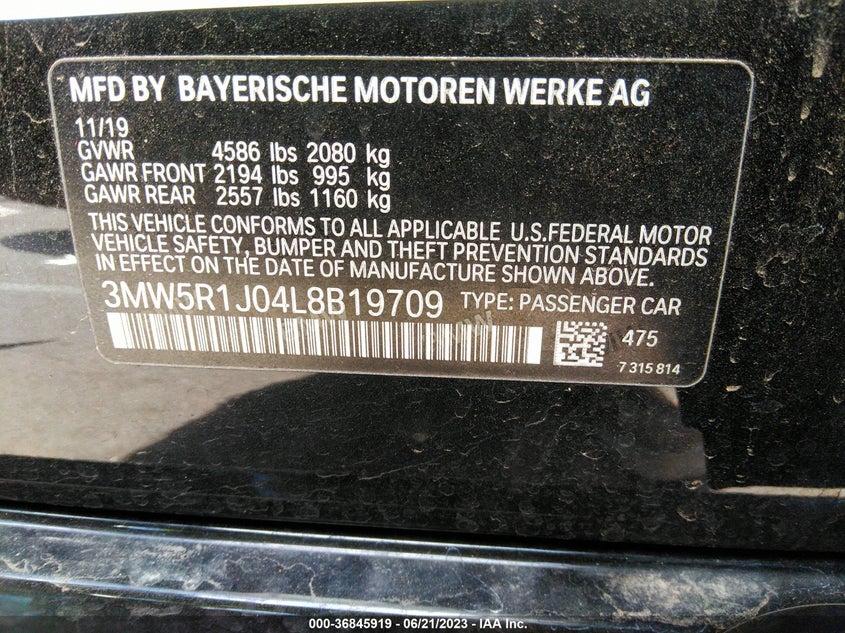 MFD BY BAYERISCHE MOTOREN WERKE AG
11/19
GVWR 4586 lbs 2080 kg
GAWR FRONT 2194 lbs 995 kg
GAWR REAR 2557 lbs 1160 kg
THIS VEHICLE CONFORMS TO ALL APPLICABLE U.S.FEDERAL MOTOR
VEHICLE SAFETY, BUMPER AND THEFT PREVENTION STANDARDS
IN EFFECT ON THE DATE OF MANUFACTURE SHOWN ABOVE.
3MW5R1J04L8B19709 TYPE: PASSENGER CAR
475
7 315 814
000-36845919 - 06/21/2023 - IAA Inc.